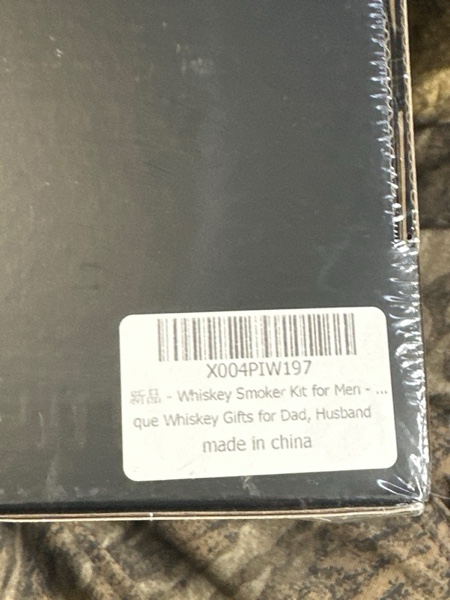 X004PIW197
新品 - Whiskey Smoker Kit for Men - ...
que Whiskey Gifts for Dad, Husband
made in china